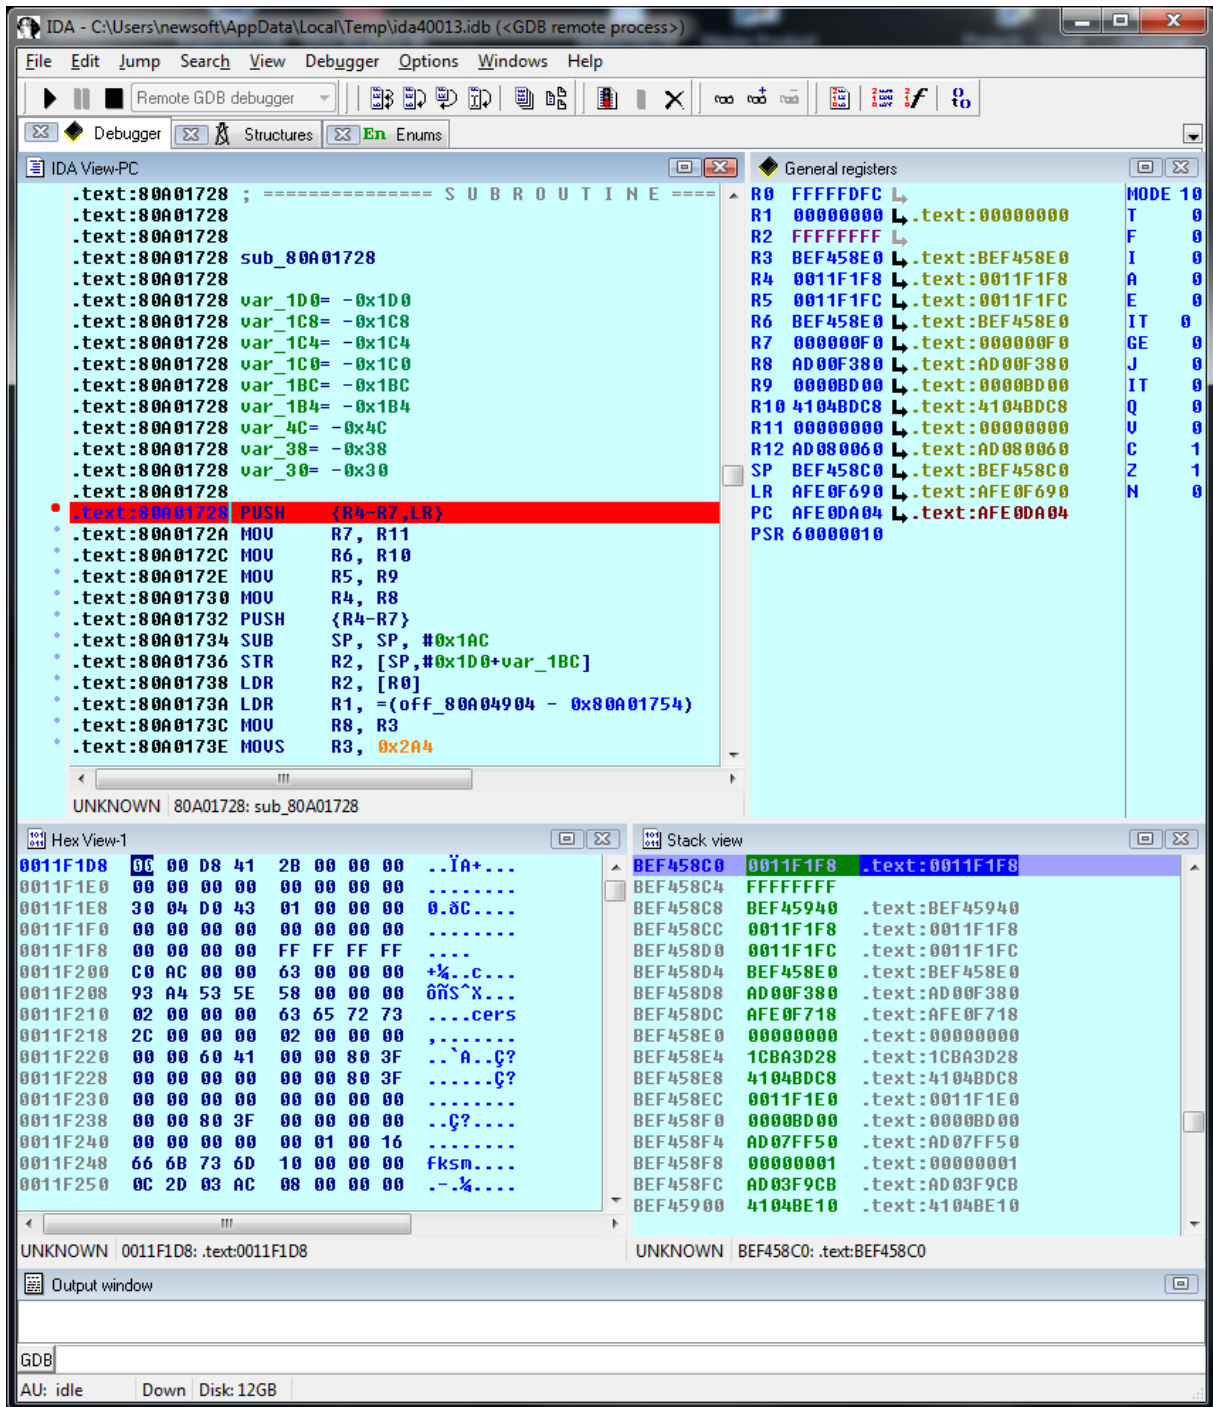 IDA - C:\Users\newsoft\AppData\Local\Temp\ida40013.idb (<GDB remote process>)
File Edit Jump Search View Debugger Options Windows Help
Remote GDB debugger
Debugger Structures En Enums
IDA View-PC
.text:80A01728 ; =============== S U B R O U T I N E ====
.text:80A01728
.text:80A01728
.text:80A01728 sub_80A01728
.text:80A01728
.text:80A01728 var_1D0= -0x1D0
.text:80A01728 var_1C8= -0x1C8
.text:80A01728 var_1C4= -0x1C4
.text:80A01728 var_1C0= -0x1C0
.text:80A01728 var_1BC= -0x1BC
.text:80A01728 var_1B4= -0x1B4
.text:80A01728 var_4C= -0x4C
.text:80A01728 var_38= -0x38
.text:80A01728 var_30= -0x30
.text:80A01728
.text:80A01728 PUSH {R4-R7,LR}
.text:80A0172A MOV R7, R11
.text:80A0172C MOV R6, R10
.text:80A0172E MOV R5, R9
.text:80A01730 MOV R4, R8
.text:80A01732 PUSH {R4-R7}
.text:80A01734 SUB SP, SP, #0x1AC
.text:80A01736 STR R2, [SP,#0x1D0+var_1BC]
.text:80A01738 LDR R2, [R0]
.text:80A0173A LDR R1, =(off_80A04904 - 0x80A01754)
.text:80A0173C MOV R8, R3
.text:80A0173E MOVS R3, 0x2A4
UNKNOWN 80A01728: sub_80A01728
General registers
R0 FFFFFDFC
R1 00000000 .text:00000000
R2 FFFFFFFF
R3 BEF458E0 .text:BEF458E0
R4 0011F1F8 .text:0011F1F8
R5 0011F1FC .text:0011F1FC
R6 BEF458E0 .text:BEF458E0
R7 000000F0 .text:000000F0
R8 AD00F380 .text:AD00F380
R9 0000BD00 .text:0000BD00
R10 4104BDC8 .text:4104BDC8
R11 00000000 .text:00000000
R12 AD080060 .text:AD080060
SP BEF458C0 .text:BEF458C0
LR AFE0F690 .text:AFE0F690
PC AFE0DA04 .text:AFE0DA04
PSR 60000010
MODE 10
T 0
F 0
I 0
A 0
E 0
IT 0
GE 0
J 0
IT 0
Q 0
V 0
C 1
Z 1
N 0
Hex View-1
0011F1D8 00 00 D8 41 2B 00 00 00 ..ÏA+...
0011F1E0 00 00 00 00 00 00 00 00 ........
0011F1E8 30 04 D0 43 01 00 00 00 0.ðC....
0011F1F0 00 00 00 00 00 00 00 00 ........
0011F1F8 00 00 00 00 FF FF FF FF ....
0011F200 C0 AC 00 00 63 00 00 00 +¼..c...
0011F208 93 A4 53 5E 58 00 00 00 ôñS^X...
0011F210 02 00 00 00 63 65 72 73 ....cers
0011F218 2C 00 00 00 02 00 00 00 ,.......
0011F220 00 00 60 41 00 00 80 3F ..`A..Ç?
0011F228 00 00 00 00 00 00 80 3F ......Ç?
0011F230 00 00 00 00 00 00 00 00 ........
0011F238 00 00 80 3F 00 00 00 00 ..Ç?....
0011F240 00 00 00 00 00 01 00 16 ........
0011F248 66 6B 73 6D 10 00 00 00 fksm....
0011F250 0C 2D 03 AC 08 00 00 00 .-.¼....
UNKNOWN 0011F1D8: .text:0011F1D8
Stack view
BEF458C0 0011F1F8 .text:0011F1F8
BEF458C4 FFFFFFFF
BEF458C8 BEF45940 .text:BEF45940
BEF458CC 0011F1F8 .text:0011F1F8
BEF458D0 0011F1FC .text:0011F1FC
BEF458D4 BEF458E0 .text:BEF458E0
BEF458D8 AD00F380 .text:AD00F380
BEF458DC AFE0F718 .text:AFE0F718
BEF458E0 00000000 .text:00000000
BEF458E4 1CBA3D28 .text:1CBA3D28
BEF458E8 4104BDC8 .text:4104BDC8
BEF458EC 0011F1E0 .text:0011F1E0
BEF458F0 0000BD00 .text:0000BD00
BEF458F4 AD07FF50 .text:AD07FF50
BEF458F8 00000001 .text:00000001
BEF458FC AD03F9CB .text:AD03F9CB
BEF45900 4104BE10 .text:4104BE10
UNKNOWN BEF458C0: .text:BEF458C0
Output window
GDB
AU: idle Down Disk: 12GB